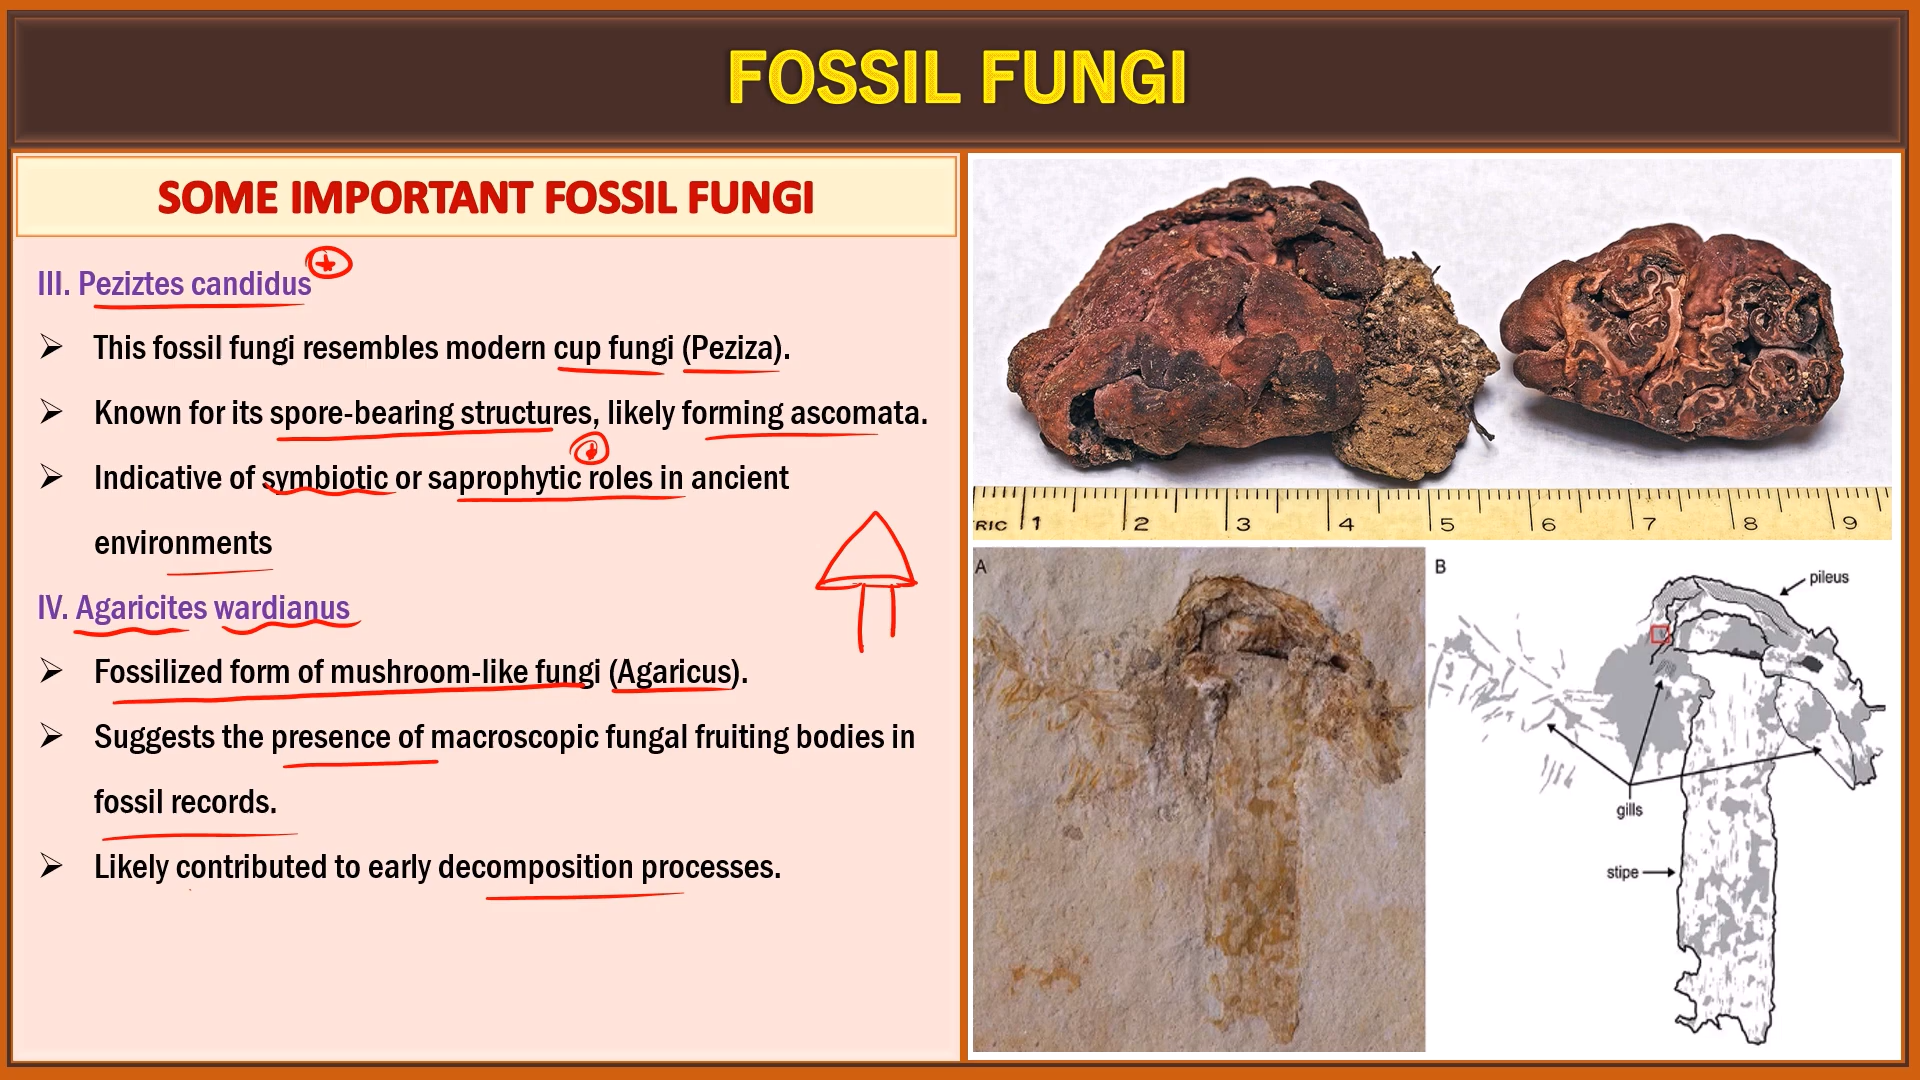 FOSSIL FUNGI
SOME IMPORTANT FOSSIL FUNGI
III. Peziztes candidus
➢ This fossil fungi resembles modern cup fungi (Peziza).
➢ Known for its spore-bearing structures, likely forming ascomata.
➢ Indicative of symbiotic or saprophytic roles in ancient
environments
IV. Agaricites wardianus
➢ Fossilized form of mushroom-like fungi (Agaricus).
➢ Suggests the presence of macroscopic fungal fruiting bodies in
fossil records.
➢ Likely contributed to early decomposition processes.
RIC 1 2 3 4 5 6 7 8 9
A
B
pileus
gills
stipe